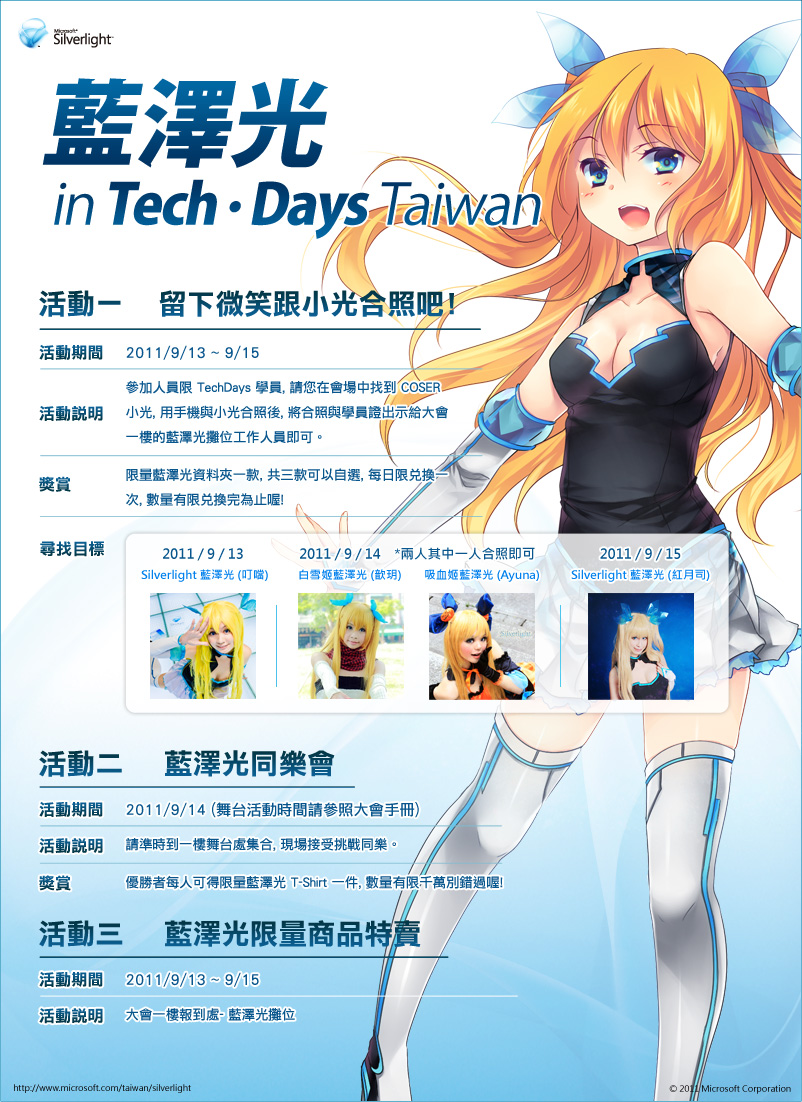 Microsoft®
Silverlight™
藍澤光
in Tech·Days Taiwan
活動一 留下微笑跟小光合照吧!
活動期間 2011/9/13 ~ 9/15
活動說明 參加人員限 TechDays 學員, 請您在會場中找到 COSER
小光, 用手機與小光合照後, 將合照與學員證出示給大會
一樓的藍澤光攤位工作人員即可。
獎賞 限量藍澤光資料夾一款, 共三款可以自選, 每日限兌換一
次, 數量有限兌換完為止喔!
尋找目標
2011 / 9 / 13
Silverlight 藍澤光 (叮噹)
2011 / 9 / 14 *兩人其中一人合照即可
白雪姬藍澤光 (歆玥) 吸血姬藍澤光 (Ayuna)
2011 / 9 / 15
Silverlight 藍澤光 (紅月司)
Silverlight
活動二 藍澤光同樂會
活動期間 2011/9/14 (舞台活動時間請參照大會手冊)
活動說明 請準時到一樓舞台處集合, 現場接受挑戰同樂。
獎賞 優勝者每人可得限量藍澤光 T-Shirt 一件, 數量有限千萬別錯過喔!
活動三 藍澤光限量商品特賣
活動期間 2011/9/13 ~ 9/15
活動說明 大會一樓報到處- 藍澤光攤位
http://www.microsoft.com/taiwan/silverlight
© 2011 Microsoft Corporation